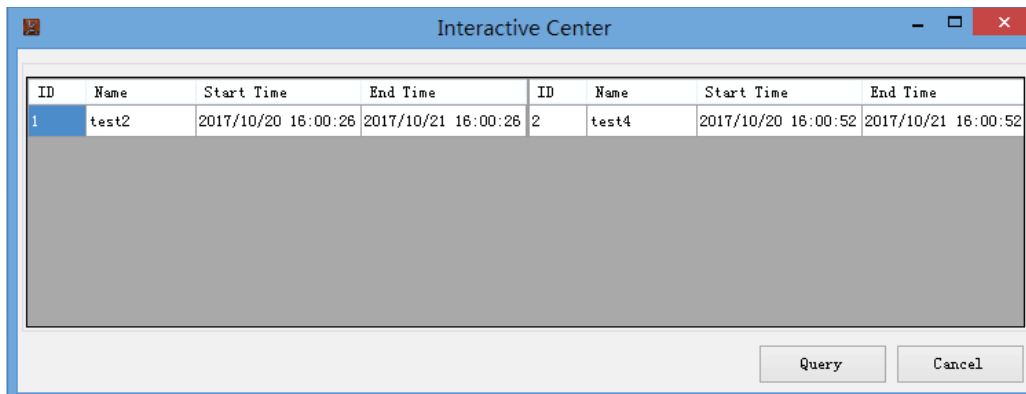 Interactive Center
ID Name Start Time End Time ID Name Start Time End Time
1 test2 2017/10/20 16:00:26 2017/10/21 16:00:26 2 test4 2017/10/20 16:00:52 2017/10/21 16:00:52
Query Cancel